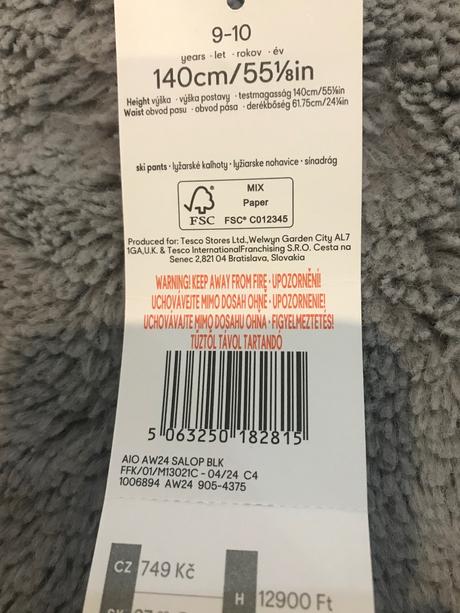 9-10
years · let · rokov · év
140cm/55⅛in
Height výška · výška postavy · testmagasság 140cm/55⅛in
Waist obvod pasu · obvod pása · derékbőség 61.75cm/24¼in
ski pants · lyžarské kalhoty · lyžiarske nohavice · sínadrág
FSC
MIX
Paper
FSC® C012345
Produced for: Tesco Stores Ltd.,Welwyn Garden City AL7
1GA,U.K. & Tesco InternationalFranchising S.R.O. Cesta na
Senec 2,821 04 Bratislava, Slovakia
WARNING! KEEP AWAY FROM FIRE · UPOZORNĚNÍ!
UCHOVÁVEJTE MIMO DOSAH OHNĚ · UPOZORNENIE!
UCHOVÁVAJTE MIMO DOSAHU OHŇA · FIGYELMEZTETÉS!
TŰZTŐL TÁVOL TARTANDÓ
5 063250 182815
AIO AW24 SALOP BLK
FFK/01/M13021C - 04/24 C4
1006894 AW24 905-4375
CZ 749 Kč
H 12900 Ft